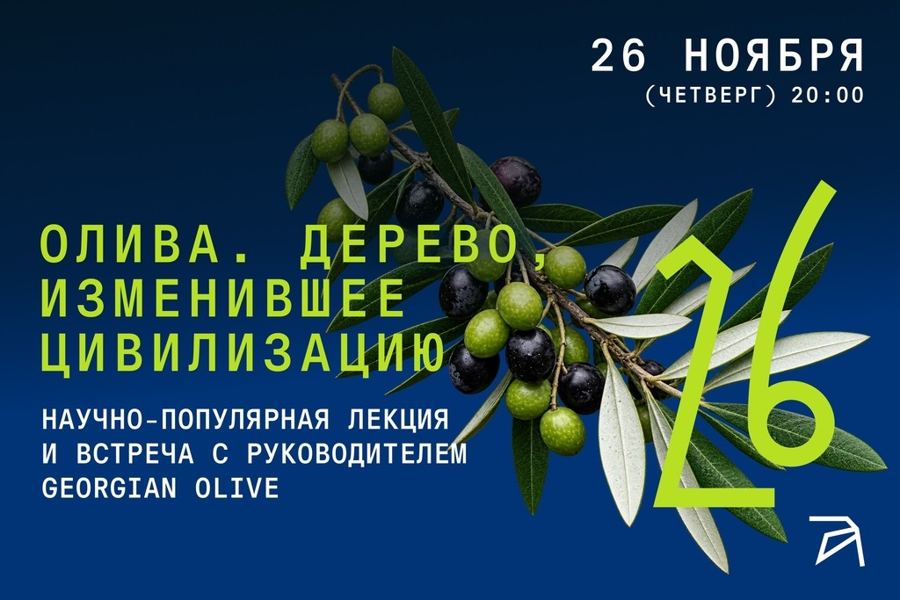 26 НОЯБРЯ
(ЧЕТВЕРГ) 20:00
ОЛИВА. ДЕРЕВО,
ИЗМЕНИВШЕЕ
ЦИВИЛИЗАЦИЮ
НАУЧНО-ПОПУЛЯРНАЯ ЛЕКЦИЯ
И ВСТРЕЧА С РУКОВОДИТЕЛЕМ
GEORGIAN OLIVE
26